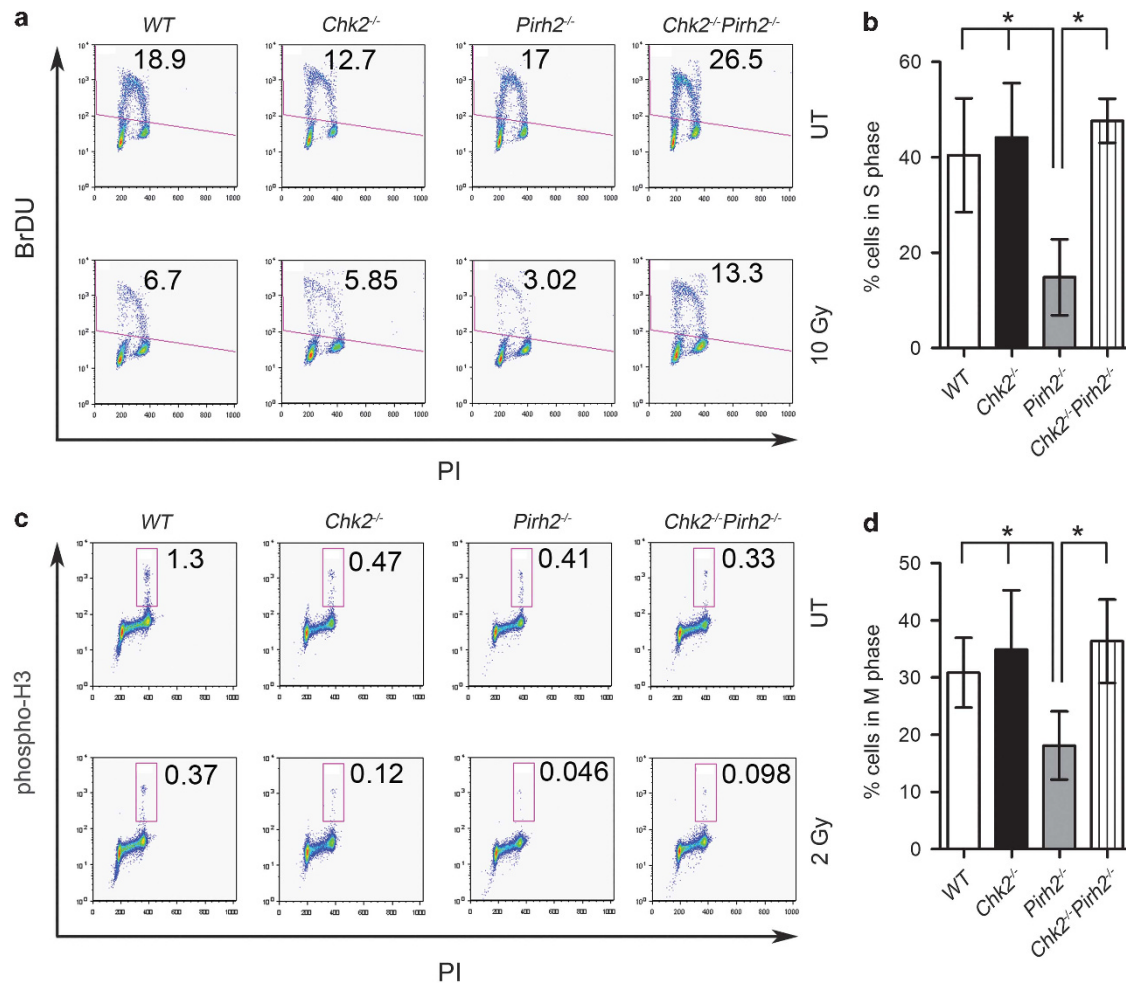 a
WT Chk2-/- Pirh2-/- Chk2-/-Pirh2-/-
18.9 12.7 17 26.5
UT
6.7 5.85 3.02 13.3
10 Gy
BrDU
PI
b
% cells in S phase
60
40
20
0
* *
WT Chk2-/- Pirh2-/- Chk2-/-Pirh2-/-
c
WT Chk2-/- Pirh2-/- Chk2-/-Pirh2-/-
1.3 0.47 0.41 0.33
UT
0.37 0.12 0.046 0.098
2 Gy
phospho-H3
PI
d
% cells in M phase
50
40
30
20
10
0
* *
WT Chk2-/- Pirh2-/- Chk2-/-Pirh2-/-